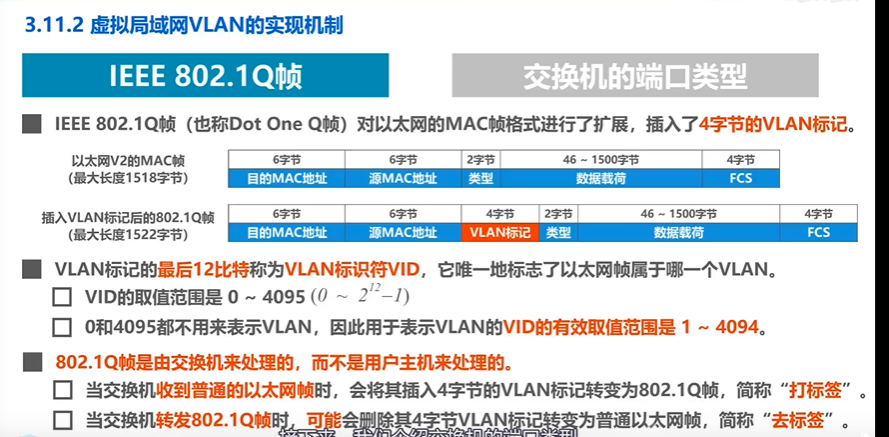 3.11.2 虚拟局域网VLAN的实现机制
IEEE 802.1Q帧
交换机的端口类型
IEEE 802.1Q帧（也称Dot One Q帧）对以太网的MAC帧格式进行了扩展，插入了4字节的VLAN标记。
以太网V2的MAC帧
(最大长度1518字节)
6字节 6字节 2字节 46 ~ 1500字节 4字节
目的MAC地址 源MAC地址 类型 数据载荷 FCS
插入VLAN标记后的802.1Q帧
(最大长度1522字节)
6字节 6字节 4字节 2字节 46 ~ 1500字节 4字节
目的MAC地址 源MAC地址 VLAN标记 类型 数据载荷 FCS
VLAN标记的最后12比特称为VLAN标识符VID，它唯一地标志了以太网帧属于哪一个VLAN。
VID的取值范围是 0 ~ 4095 (0 ~ 2¹²–1)
0和4095都不用来表示VLAN，因此用于表示VLAN的VID的有效取值范围是 1 ~ 4094。
802.1Q帧是由交换机来处理的，而不是用户主机来处理的。
当交换机收到普通的以太网帧时，会将其插入4字节的VLAN标记转变为802.1Q帧，简称“打标签”。
当交换机转发802.1Q帧时，可能会删除其4字节VLAN标记转变为普通以太网帧，简称“去标签”。
接下来 我们介绍交换机的端口类型